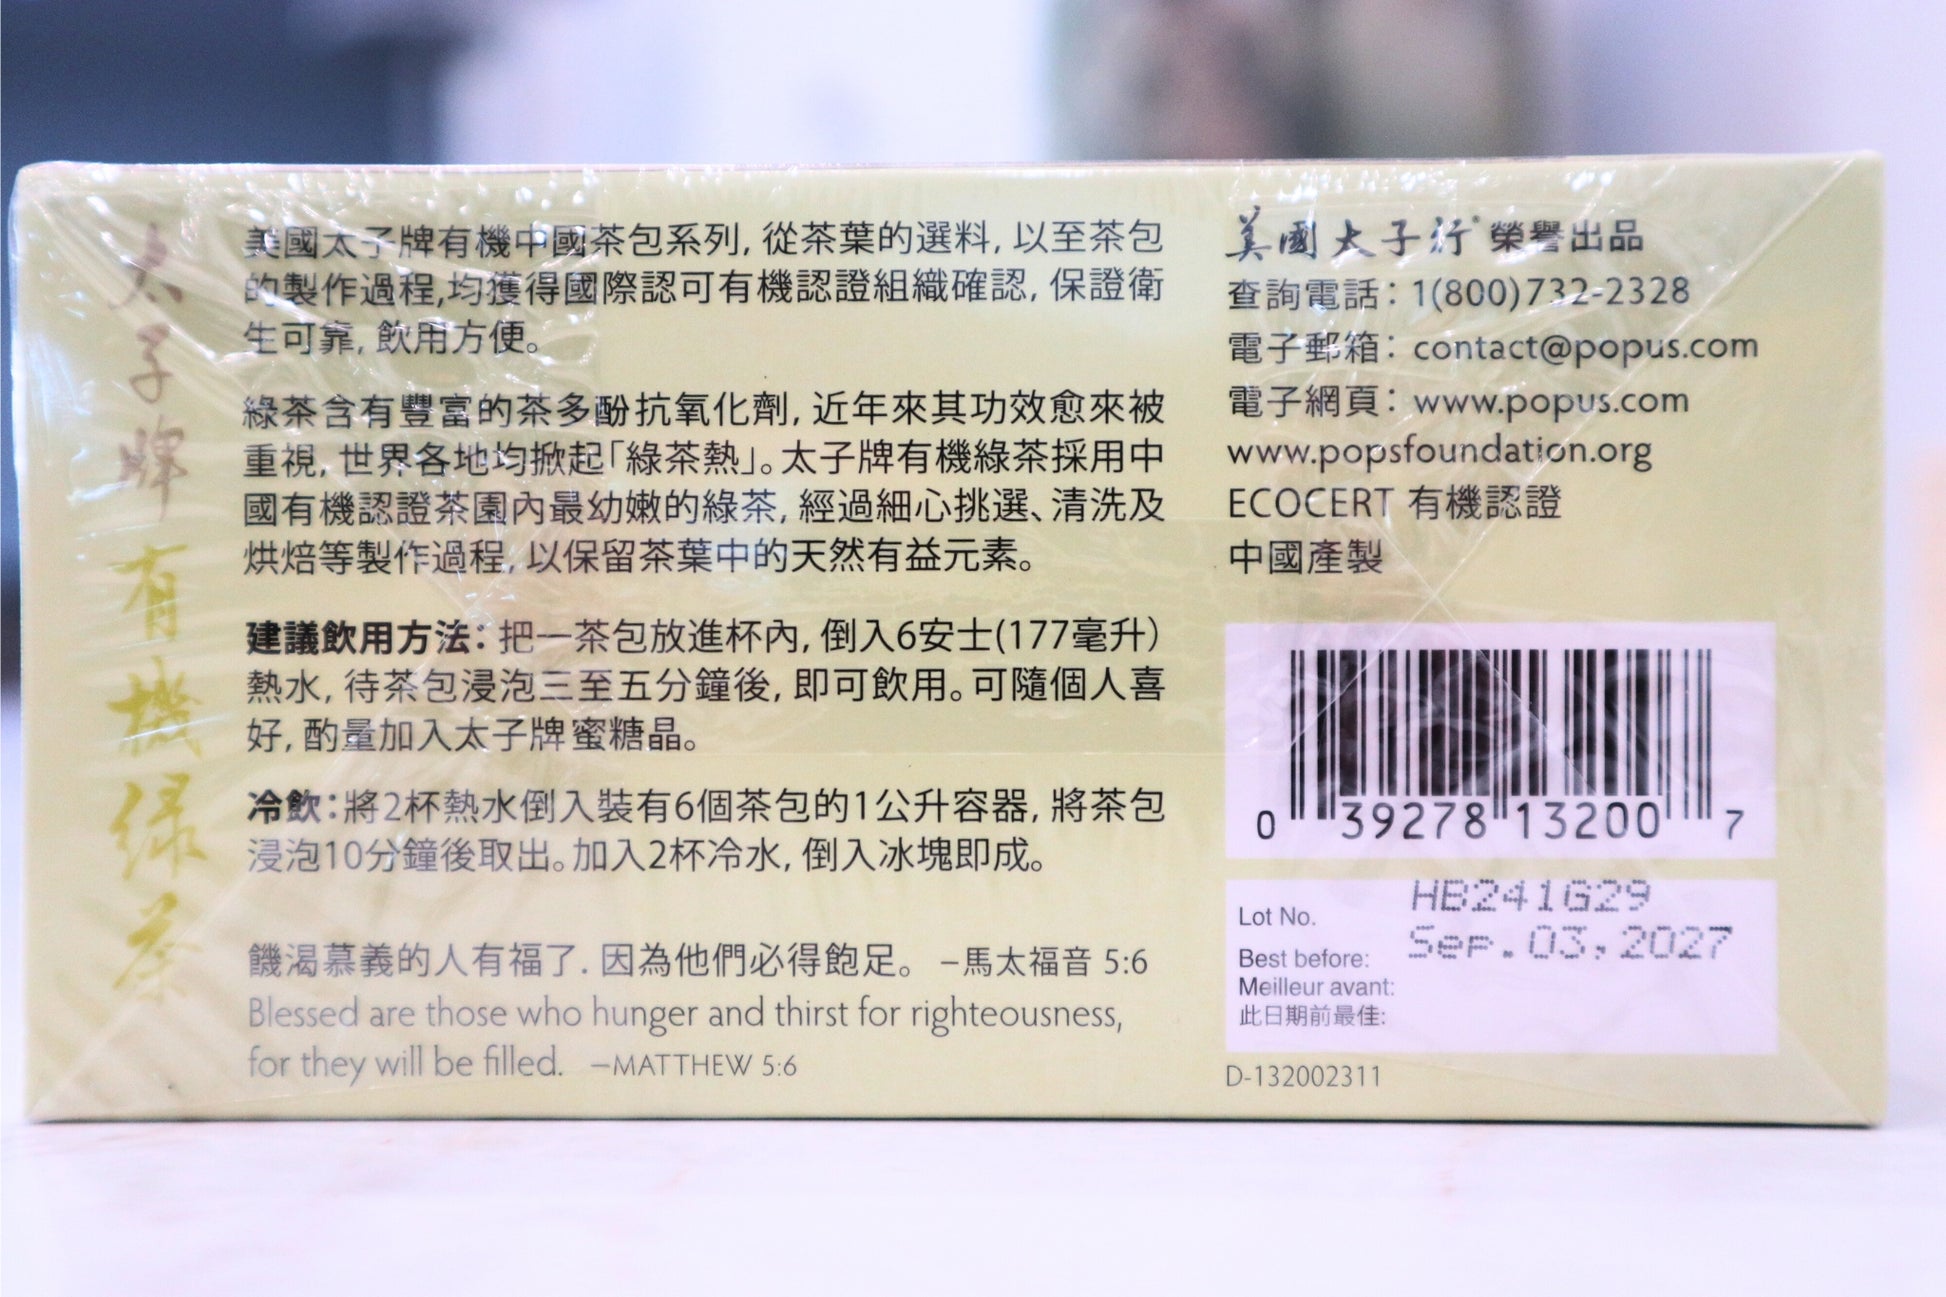 太子牌有機綠茶
美國太子牌有機中國茶包系列, 從茶葉的選料, 以至茶包
的製作過程,均獲得國際認可有機認證組織確認, 保證衛
生可靠, 飲用方便。
綠茶含有豐富的茶多酚抗氧化劑, 近年來其功效愈來被
重視, 世界各地均掀起「綠茶熱」。太子牌有機綠茶採用中
國有機認證茶園內最幼嫩的綠茶, 經過細心挑選、清洗及
烘焙等製作過程, 以保留茶葉中的天然有益元素。
建議飲用方法: 把一茶包放進杯內, 倒入6安士(177毫升)
熱水, 待茶包浸泡三至五分鐘後, 即可飲用。可隨個人喜
好, 酌量加入太子牌蜜糖晶。
冷飲:將2杯熱水倒入裝有6個茶包的1公升容器, 將茶包
浸泡10分鐘後取出。加入2杯冷水, 倒入冰塊即成。
饑渴慕義的人有福了. 因為他們必得飽足。 –馬太福音 5:6
Blessed are those who hunger and thirst for righteousness,
for they will be filled. –MATTHEW 5:6
美國太子行® 榮譽出品
查詢電話: 1(800)732-2328
電子郵箱: contact@popus.com
電子網頁: www.popus.com
www.popsfoundation.org
ECOCERT 有機認證
中國產製
0 39278 13200 7
Lot No. HB241G29
Best before: Sep.03,2027
Meilleur avant:
此日期前最佳:
D-132002311